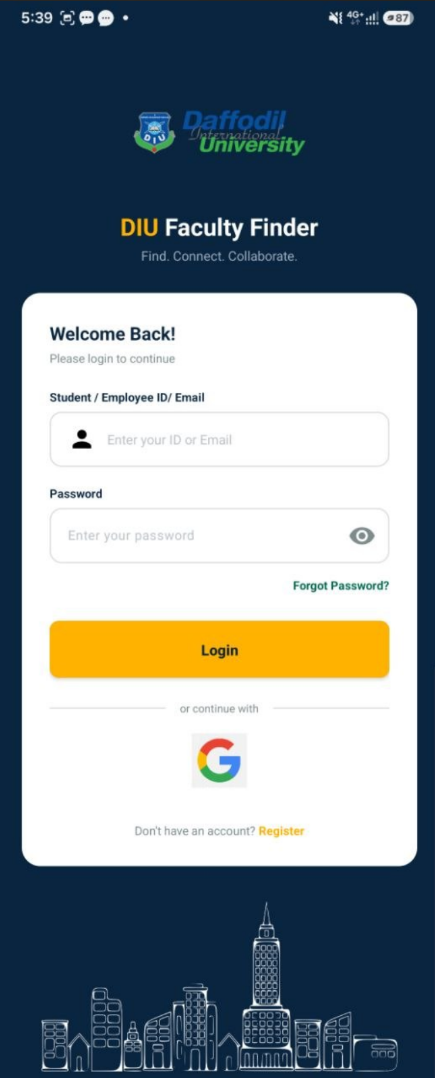 5:39
4G+
87
DIU
Daffodil
International
University
DIU Faculty Finder
Find. Connect. Collaborate.
Welcome Back!
Please login to continue
Student / Employee ID/ Email
Enter your ID or Email
Password
Enter your password
Forgot Password?
Login
or continue with
G
Don't have an account? Register